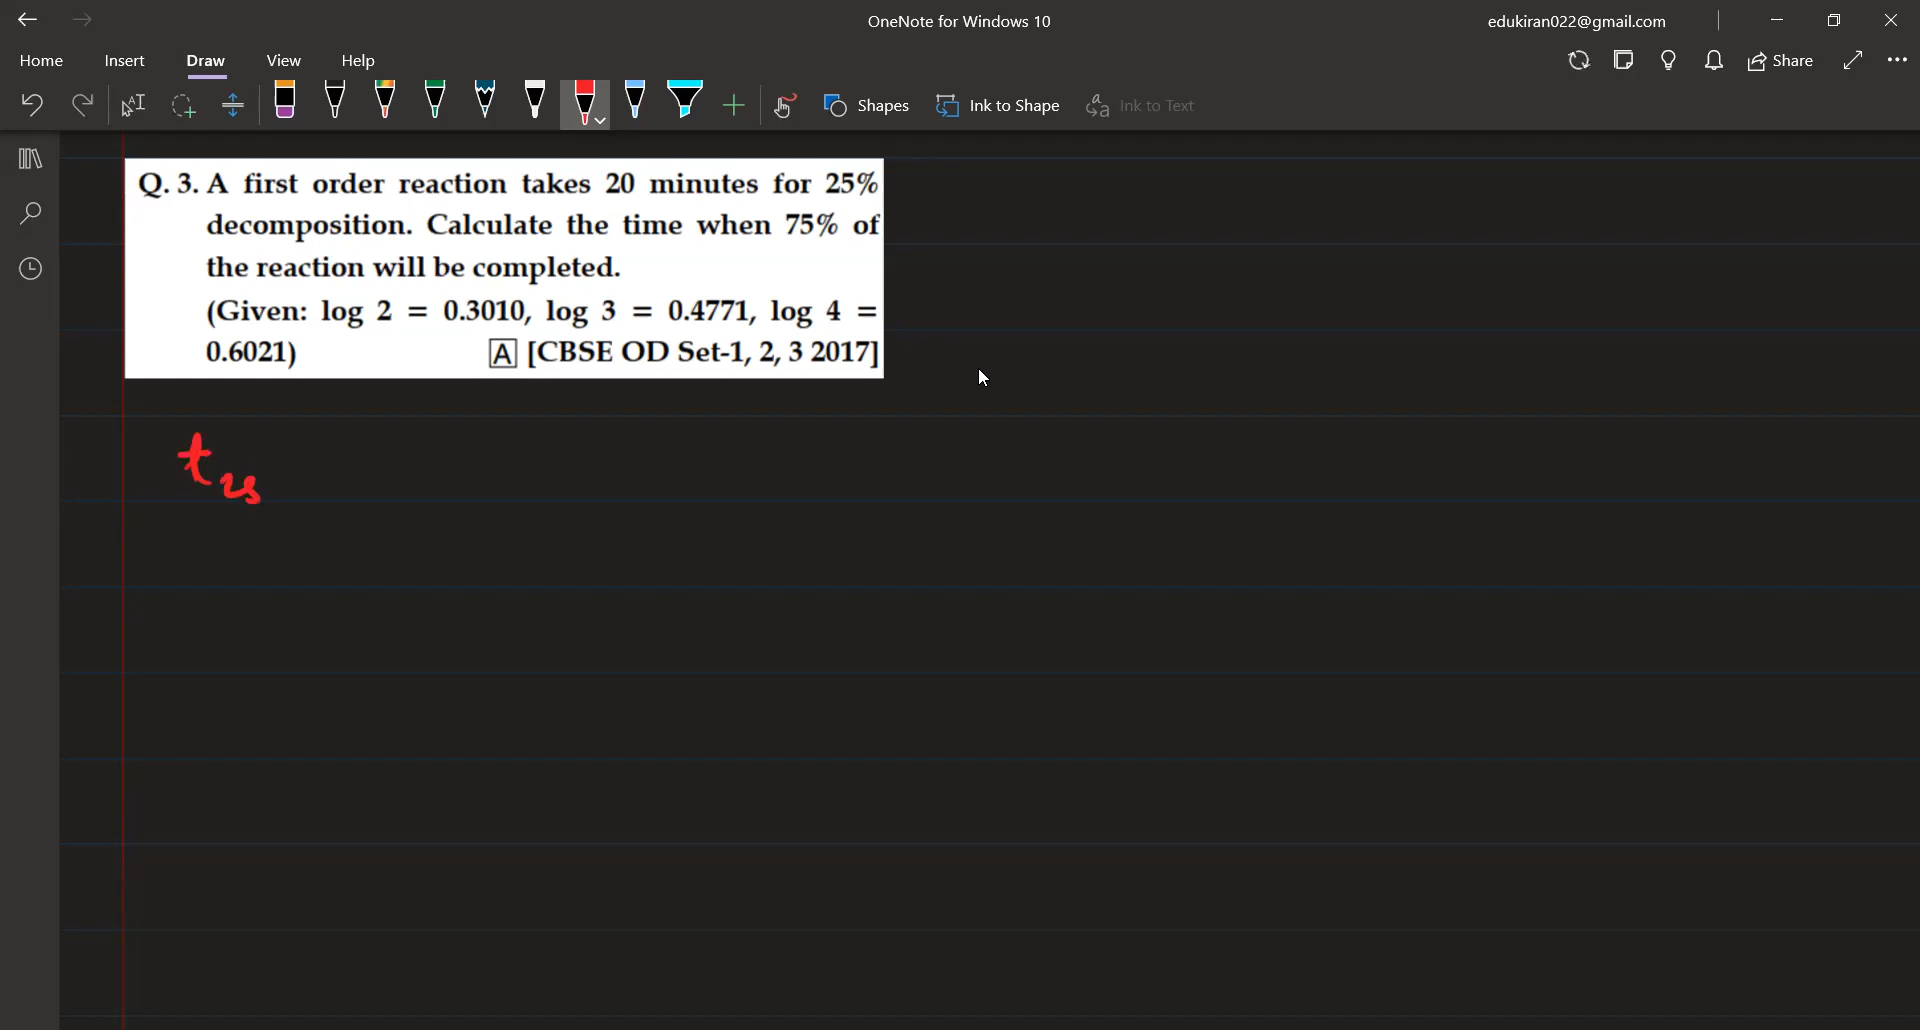 OneNote for Windows 10
edukiran022@gmail.com
Home Insert Draw View Help
Share
Shapes Ink to Shape Ink to Text
Q. 3. A first order reaction takes 20 minutes for 25%
decomposition. Calculate the time when 75% of
the reaction will be completed.
(Given: log 2 = 0.3010, log 3 = 0.4771, log 4 =
0.6021) A [CBSE OD Set-1, 2, 3 2017]
t25